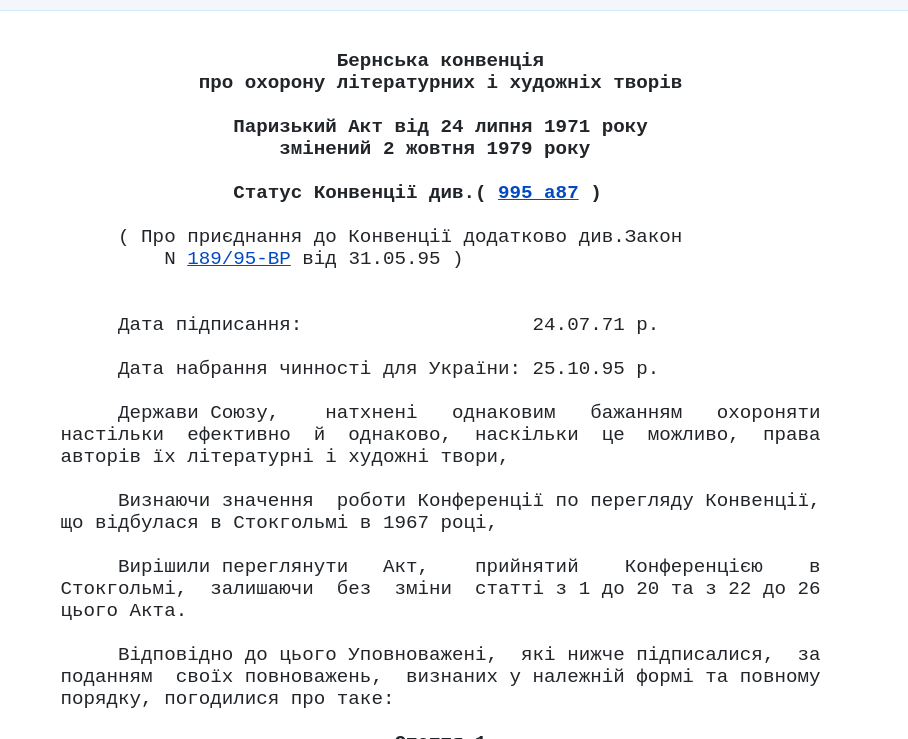 Бернська конвенція
про охорону літературних і художніх творів
Паризький Акт від 24 липня 1971 року
змінений 2 жовтня 1979 року
Статус Конвенції див.( 995_a87 )
( Про приєднання до Конвенції додатково див.Закон
N 189/95-ВР від 31.05.95 )
Дата підписання: 24.07.71 р.
Дата набрання чинності для України: 25.10.95 р.
Держави Союзу, натхнені однаковим бажанням охороняти
настільки ефективно й однаково, наскільки це можливо, права
авторів їх літературні і художні твори,
Визнаючи значення роботи Конференції по перегляду Конвенції,
що відбулася в Стокгольмі в 1967 році,
Вирішили переглянути Акт, прийнятий Конференцією в
Стокгольмі, залишаючи без зміни статті з 1 до 20 та з 22 до 26
цього Акта.
Відповідно до цього Уповноважені, які нижче підписалися, за
поданням своїх повноважень, визнаних у належній формі та повному
порядку, погодилися про таке: